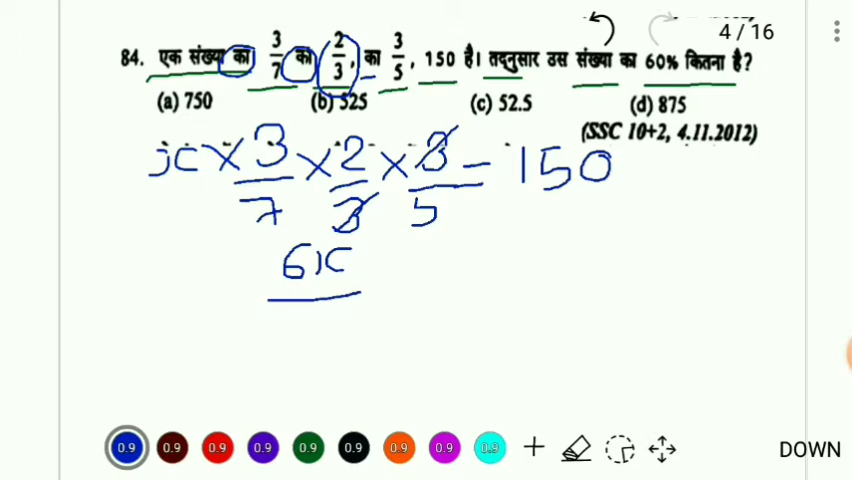 4 / 16
84. एक संख्या का 3/7 का 2/3, का 3/5, 150 है। तद्नुसार उस संख्या का 60% कितना है?
(a) 750 (b) 525 (c) 52.5 (d) 875
(SSC 10+2, 4.11.2012)
x × 3/7 × 2/3 × 3/5 = 150
6x
0.9 0.9 0.9 0.9 0.9 0.9 0.9 0.9 0.9 + DOWN